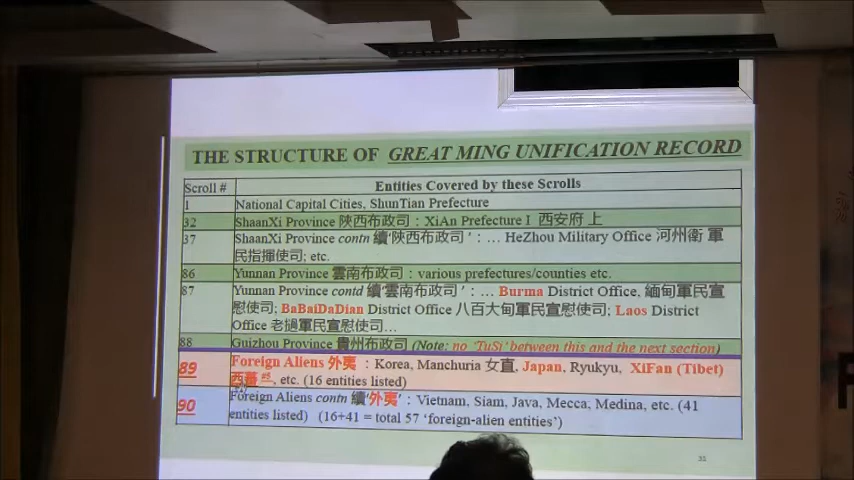 THE STRUCTURE OF GREAT MING UNIFICATION RECORD
Scroll # Entities Covered by these Scrolls
1 National Capital Cities, ShunTian Prefecture
32 ShaanXi Province 陝西布政司：XiAn Prefecture I 西安府 上
37 ShaanXi Province contn 續'陝西布政司'：... HeZhou Military Office 河州衛 軍
民指揮使司; etc.
86 Yunnan Province 雲南布政司：various prefectures/counties etc.
87 Yunnan Province contd 續'雲南布政司'：... Burma District Office, 緬甸軍民宣
慰使司; BaBaiDaDian District Office 八百大甸軍民宣慰使司; Laos District
Office 老撾軍民宣慰使司...
88 Guizhou Province 貴州布政司 (Note: no 'TuSi' between this and the next section)
89 Foreign Aliens 外夷：Korea, Manchuria 女直, Japan, Ryukyu, XiFan (Tibet)
西蕃, etc. (16 entities listed)
90 Foreign Aliens contn 續'外夷'：Vietnam, Siam, Java, Mecca, Medina, etc. (41
entities listed) (16+41 = total 57 'foreign-alien entities')